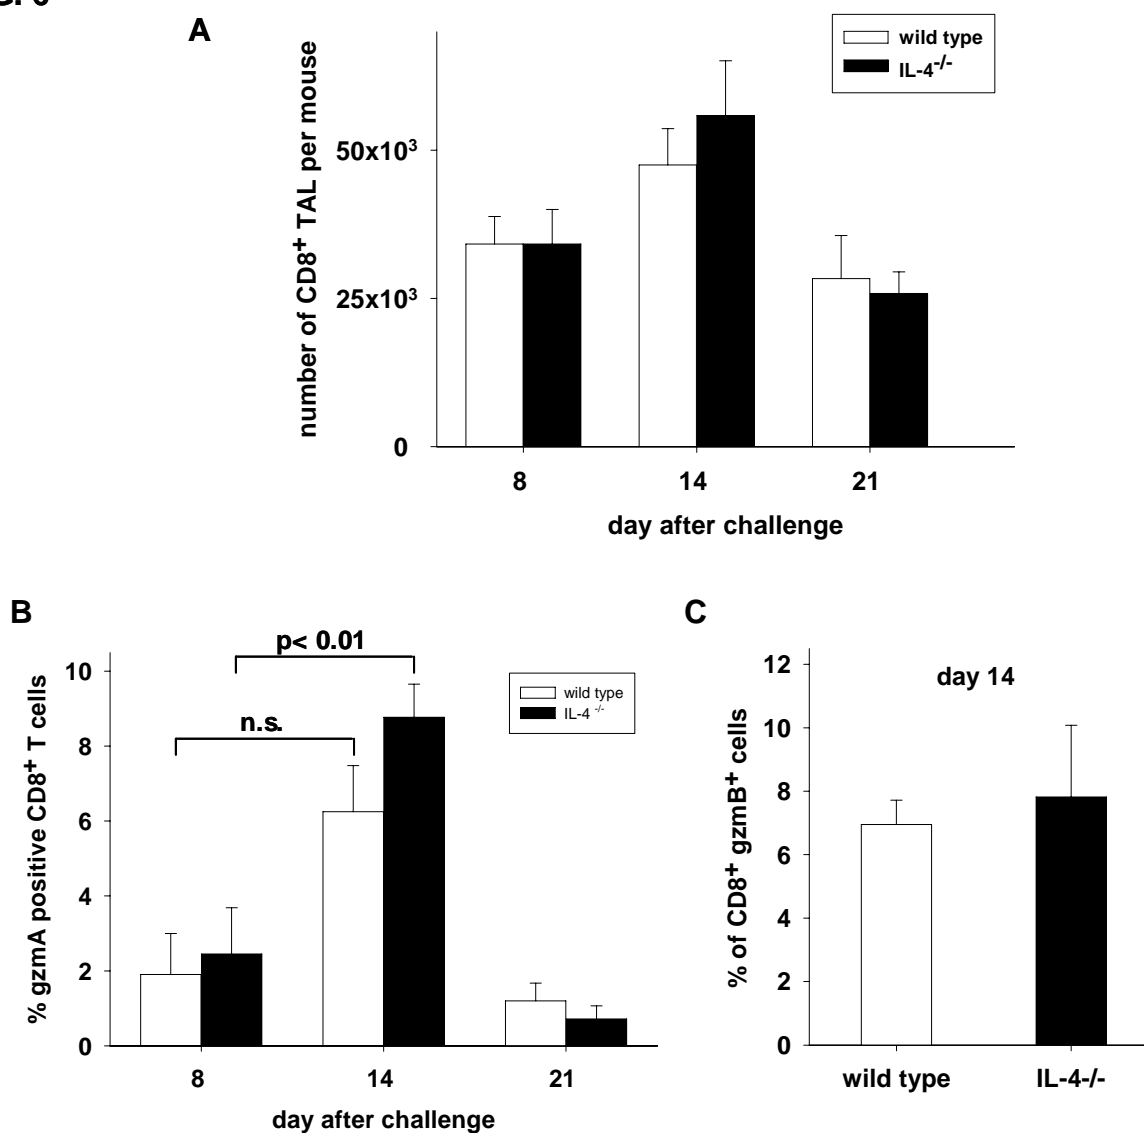 A
wild type
IL-4-/-
number of CD8+ TAL per mouse
50x10³
25x10³
0
8
14
21
day after challenge
B
p< 0.01
n.s.
wild type
IL-4 -/-
% gzmA positive CD8+ T cells
10
8
6
4
2
0
8
14
21
day after challenge
C
day 14
% of CD8+ gzmB+ cells
12
10
8
6
4
2
0
wild type
IL-4-/-